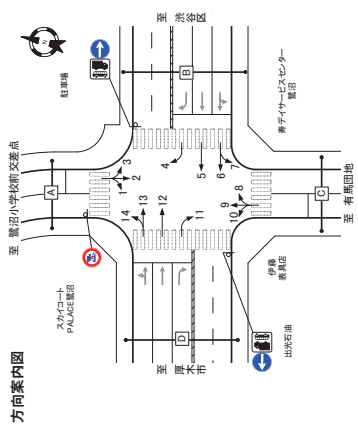 方向案内図
至 鷺沼小学校前 交差点
至 渋谷区
駐車場
N
A
B
スカイコート
PALACE鷺沼
1
2
3
4
5
6
7
8
9
10
11
12
13
14
寿デイサービスセンター
鷺沼
C
D
至 有馬団地
至 厚木市
伊藤
表具店
出光石油